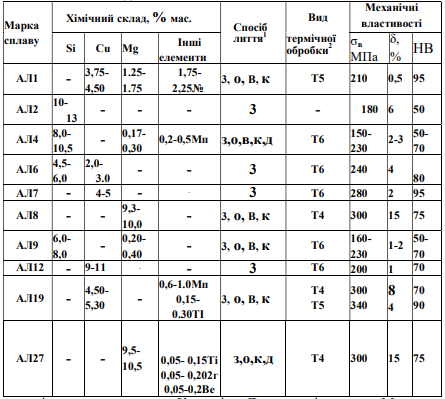 Марка сплаву Хімічний склад, % мас. Спосіб лиття¹ Вид термічної обробки² Механічні властивості
Si Cu Mg Інші елементи σв МПа δ, % НВ
АЛ1 – 3,75-4,50 1.25-1.75 1,75-2,25№ З, о, в, к Т5 210 0,5 95
АЛ2 10-13 – – – З – 180 6 50
АЛ4 8,0-10,5 – 0,17-0,30 0,2-0,5Мп з,о,в,к,д Т6 150-230 2-3 50-70
АЛ6 4,5-6,0 2,0-3.0 – – З Т6 240 4 80
АЛ7 – 4-5 – - З Т6 280 2 95
АЛ8 – – 9,3-10,0 – З, о, в, к Т4 300 15 75
АЛ9 6,0-8,0 – 0,20-0,40 – З, о, в, к Т6 160-230 1-2 50-70
АЛ12 – 9-11 - – З Т6 200 1 70
АЛ19 – 4,50-5,30 – 0,6-1.0Мп 0,15-0.30ТІ З, о, в, к Т4 Т5 300 340 8 4 70 90
АЛ27 – – 9,5-10,5 0,05- 0,15Ті 0,05- 0,202г 0,05-0,2Ве з,о,к,д Т4 300 15 75